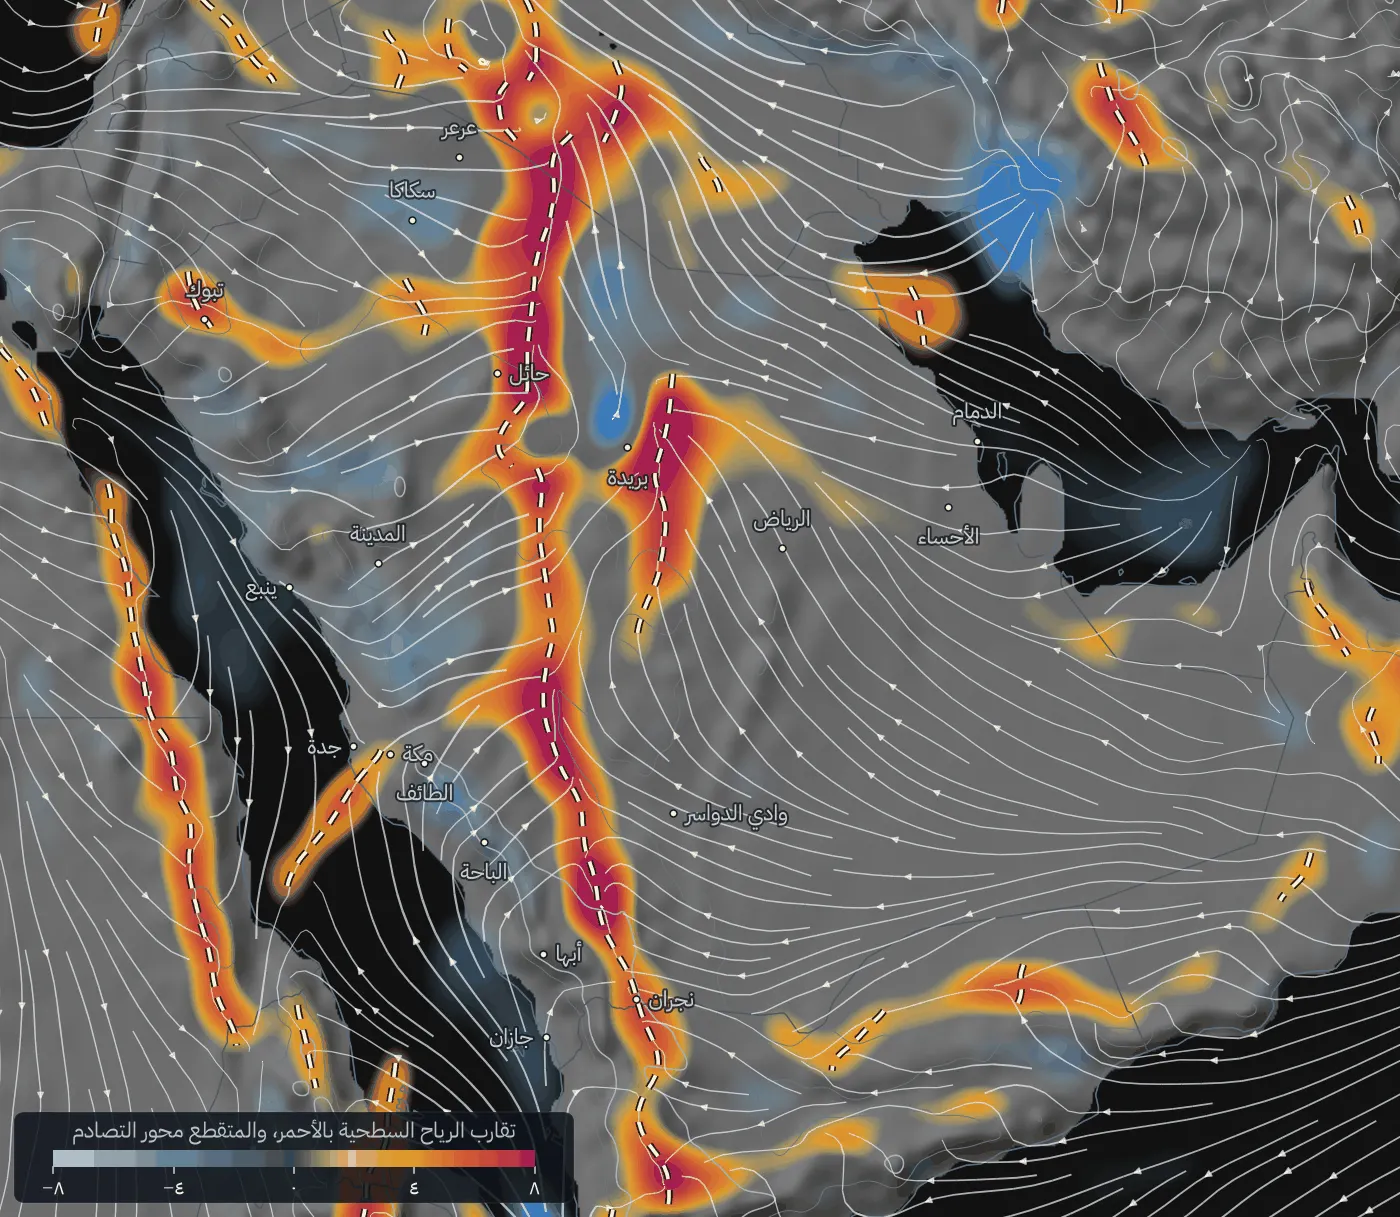 عرعر
سكاكا
تبوك
حائل
الدمام
بريدة
الرياض
الأحساء
المدينة
ينبع
جدة
مكة
الطائف
وادي الدواسر
الباحة
أبها
نجران
جازان
تقارب الرياح السطحية بالأحمر، والمتقطع محور التصادم
−٨ −٤ ٠ ٤ ٨